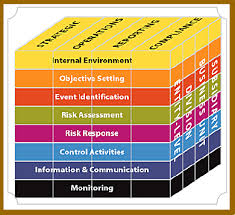 STRATEGIC
OPERATIONS
REPORTING
COMPLIANCE
Internal Environment
Objective Setting
Event Identification
Risk Assessment
Risk Response
Control Activities
Information & Communication
Monitoring
ENTITY-LEVEL
DIVISION
BUSINESS UNIT
SUBSIDIARY